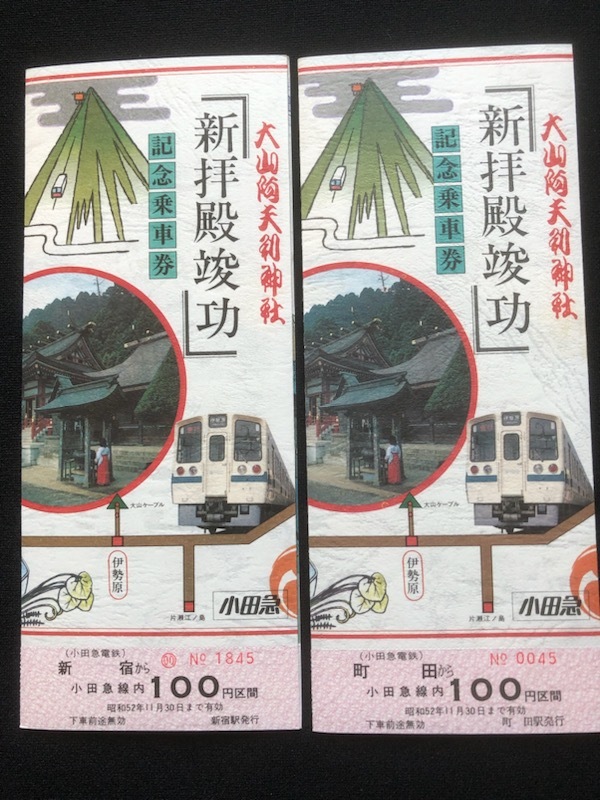 大山阿夫利神社
「新拝殿竣功」
記念乗車券
大山ケーブル
伊勢原
片瀬江ノ島
小田急
(小田急電鉄)
新 宿から
№ 1845
小田急線内100円区間
昭和52年11月30日まで有効
下車前途無効 新宿駅発行
大山阿夫利神社
「新拝殿竣功」
記念乗車券
大山ケーブル
伊勢原
片瀬江ノ島
小田急
(小田急電鉄)
町 田から
№ 0045
小田急線内100円区間
昭和52年11月30日まで有効
下車前途無効 町 田駅発行